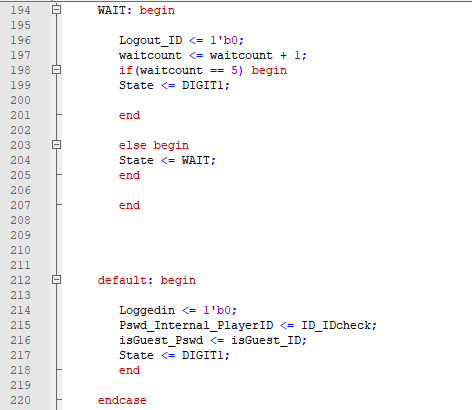 194 WAIT: begin
195
196 Logout_ID <= 1'b0;
197 waitcount <= waitcount + 1;
198 if(waitcount == 5) begin
199 State <= DIGIT1;
200
201 end
202
203 else begin
204 State <= WAIT;
205 end
206
207 end
208
209
210
211
212 default: begin
213
214 Loggedin <= 1'b0;
215 Pswd_Internal_PlayerID <= ID_IDcheck;
216 isGuest_Pswd <= isGuest_ID;
217 State <= DIGIT1;
218 end
219
220 endcase